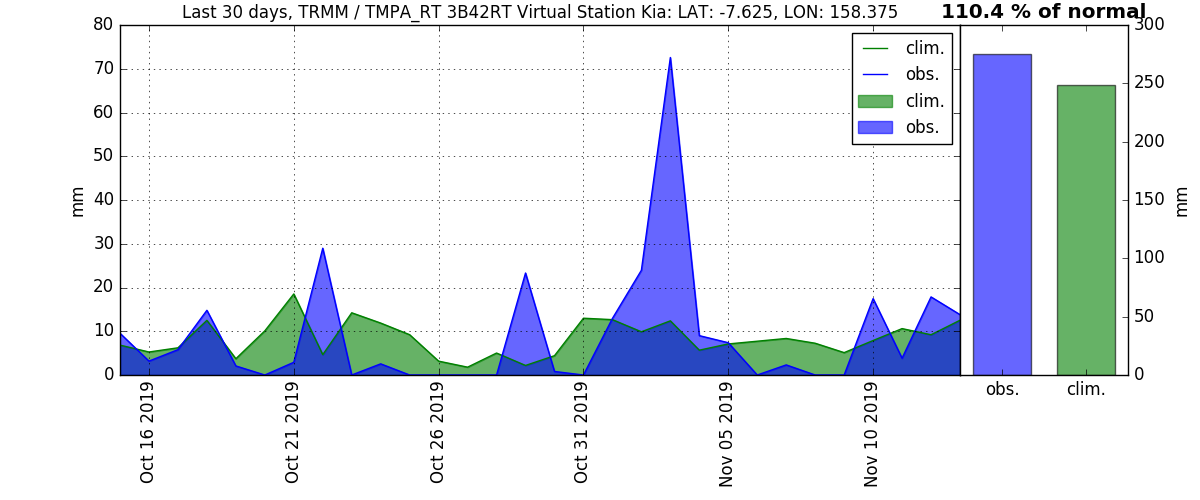 Last 30 days, TRMM / TMPA_RT 3B42RT Virtual Station Kia: LAT: -7.625, LON: 158.375
110.4 % of normal
80
70
60
50
40
30
20
10
0
mm
clim.
obs.
clim.
obs.
Oct 16 2019
Oct 21 2019
Oct 26 2019
Oct 31 2019
Nov 05 2019
Nov 10 2019
300
250
200
150
100
50
0
mm
obs.
clim.